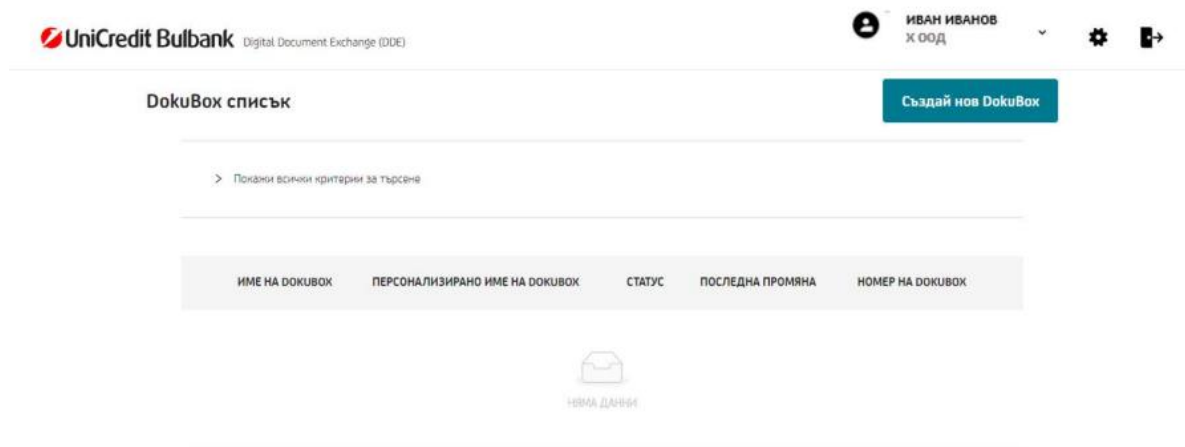 UniCredit Bulbank Digital Document Exchange (DDE)
ИВАН ИВАНОВ
Х ООД
DokuBox списък
Създай нов DokuBox
Покажи всички критерии за търсене
ИМЕ НА DOKUBOX ПЕРСОНАЛИЗИРАНО ИМЕ НА DOKUBOX СТАТУС ПОСЛЕДНА ПРОМЯНА НОМЕР НА DOKUBOX
НЯМА ДАННИ